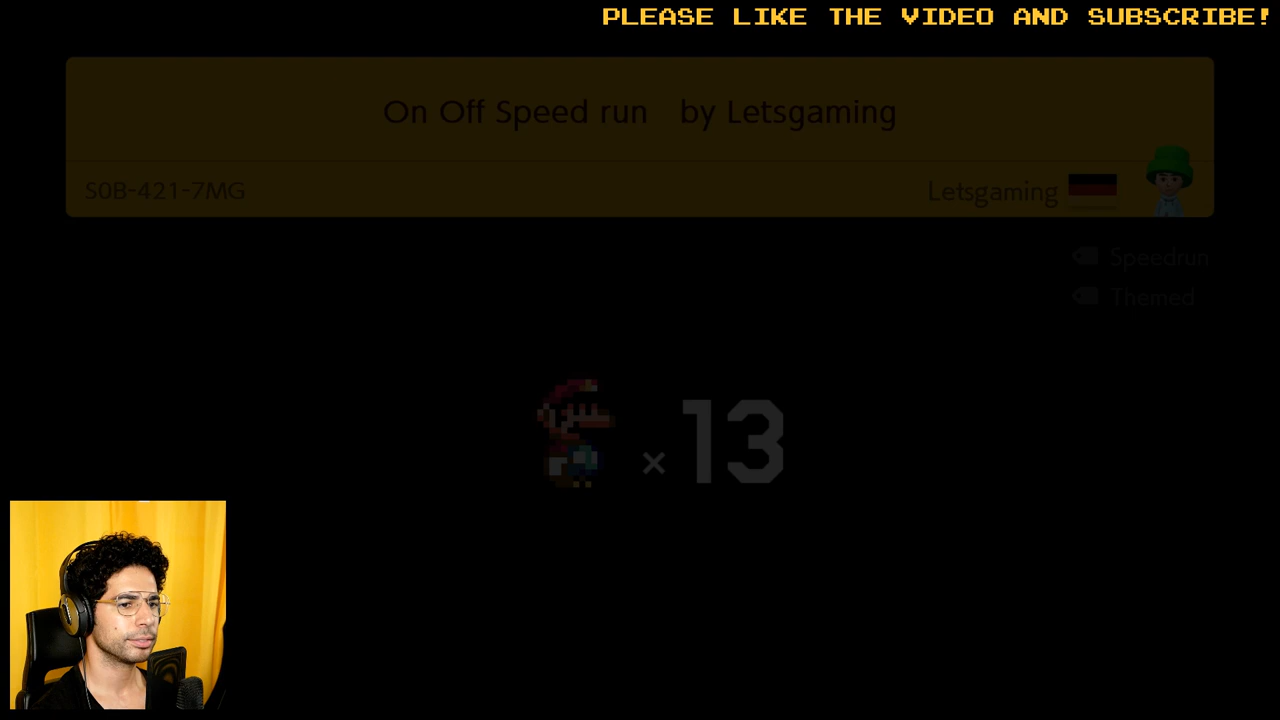 PLEASE LIKE THE VIDEO AND SUBSCRIBE!
On Off Speed run by Letsgaming
S0B-421-7MG
Letsgaming
Speedrun
Themed
×13